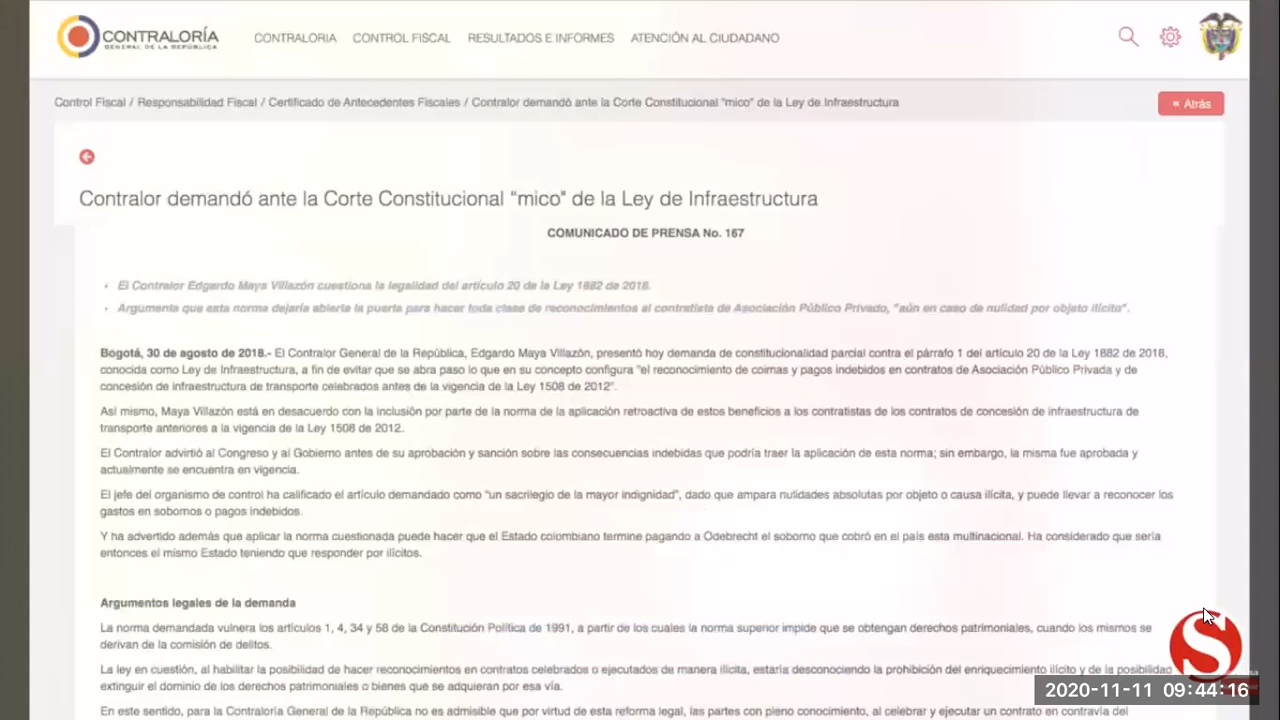 CONTRALORÍA
GENERAL DE LA REPÚBLICA
CONTRALORIA CONTROL FISCAL RESULTADOS E INFORMES ATENCIÓN AL CIUDADANO
Control Fiscal / Responsabilidad Fiscal / Certificado de Antecedentes Fiscales / Contralor demandó ante la Corte Constitucional "mico" de la Ley de Infraestructura
« Atrás
Contralor demandó ante la Corte Constitucional “mico" de la Ley de Infraestructura
COMUNICADO DE PRENSA No. 167
• El Contralor Edgardo Maya Villazón cuestiona la legalidad del artículo 20 de la Ley 1882 de 2018.
• Argumenta que esta norma dejaría abierta la puerta para hacer toda clase de reconocimientos al contratista de Asociación Público Privado, "aún en caso de nulidad por objeto ilícito".
Bogotá, 30 de agosto de 2018.- El Contralor General de la República, Edgardo Maya Villazón, presentó hoy demanda de constitucionalidad parcial contra el párrafo 1 del artículo 20 de la Ley 1882 de 2018,
conocida como Ley de Infraestructura, a fin de evitar que se abra paso lo que en su concepto configura "el reconocimiento de coimas y pagos indebidos en contratos de Asociación Público Privada y de
concesión de infraestructura de transporte celebrados antes de la vigencia de la Ley 1508 de 2012".
Así mismo, Maya Villazón está en desacuerdo con la inclusión por parte de la norma de la aplicación retroactiva de estos beneficios a los contratistas de los contratos de concesión de infraestructura de
transporte anteriores a la vigencia de la Ley 1508 de 2012.
El Contralor advirtió al Congreso y al Gobierno antes de su aprobación y sanción sobre las consecuencias indebidas que podría traer la aplicación de esta norma; sin embargo, la misma fue aprobada y
actualmente se encuentra en vigencia.
El jefe del organismo de control ha calificado el artículo demandado como "un sacrilegio de la mayor indignidad", dado que ampara nulidades absolutas por objeto o causa ilícita, y puede llevar a reconocer los
gastos en sobornos o pagos indebidos.
Y ha advertido además que aplicar la norma cuestionada puede hacer que el Estado colombiano termine pagando a Odebrecht el soborno que cobró en el país esta multinacional. Ha considerado que sería
entonces el mismo Estado teniendo que responder por ilícitos.
Argumentos legales de la demanda
La norma demandada vulnera los artículos 1, 4, 34 y 58 de la Constitución Política de 1991, a partir de los cuales la norma superior impide que se obtengan derechos patrimoniales, cuando los mismos se
derivan de la comisión de delitos.
La ley en cuestión, al habilitar la posibilidad de hacer reconocimientos en contratos celebrados o ejecutados de manera ilícita, estaría desconociendo la prohibición del enriquecimiento ilícito y de la posibilidad
extinguir el dominio de los derechos patrimoniales o bienes que se adquieran por esa vía.
En este sentido, para la Contraloría General de la República no es admisible que por virtud de esta reforma legal, las partes con pleno conocimiento, al celebrar y ejecutar un contrato en contravía del
S
2020-11-11 09:44:16